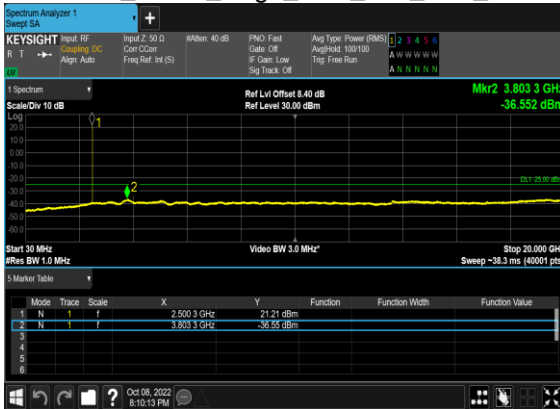 Spectrum Analyzer 1
Swept SA
+
KEYSIGHT Input: RF Input Z: 50 Ω #Atten: 40 dB PNO: Fast Avg Type: Power (RMS) 1 2 3 4 5 6
R T Coupling: DC Corr CCorr Gate: Off Avg|Hold: 100/100 A W W W W W
Align: Auto Freq Ref: Int (S) IF Gain: Low Trig: Free Run
Sig Track: Off A N N N N N
1 Spectrum Ref Lvl Offset 8.40 dB Mkr2 3.803 3 GHz
Scale/Div 10 dB Ref Level 30.00 dBm -36.552 dBm
Log
20.0
10.0
0.00
-10.0
DL1 -25.00 dBm
-20.0
-30.0
-40.0
-50.0
-60.0
1
2
Start 30 MHz Video BW 3.0 MHz* Stop 20.000 GH
#Res BW 1.0 MHz Sweep ~38.3 ms (40001 pts
5 Marker Table
Mode Trace Scale X Y Function Function Width Function Value
1 N 1 f 2.500 3 GHz 21.21 dBm
2 N 1 f 3.803 3 GHz -36.55 dBm
3
4
5
6
? Oct 08, 2022
8:10:13 PM